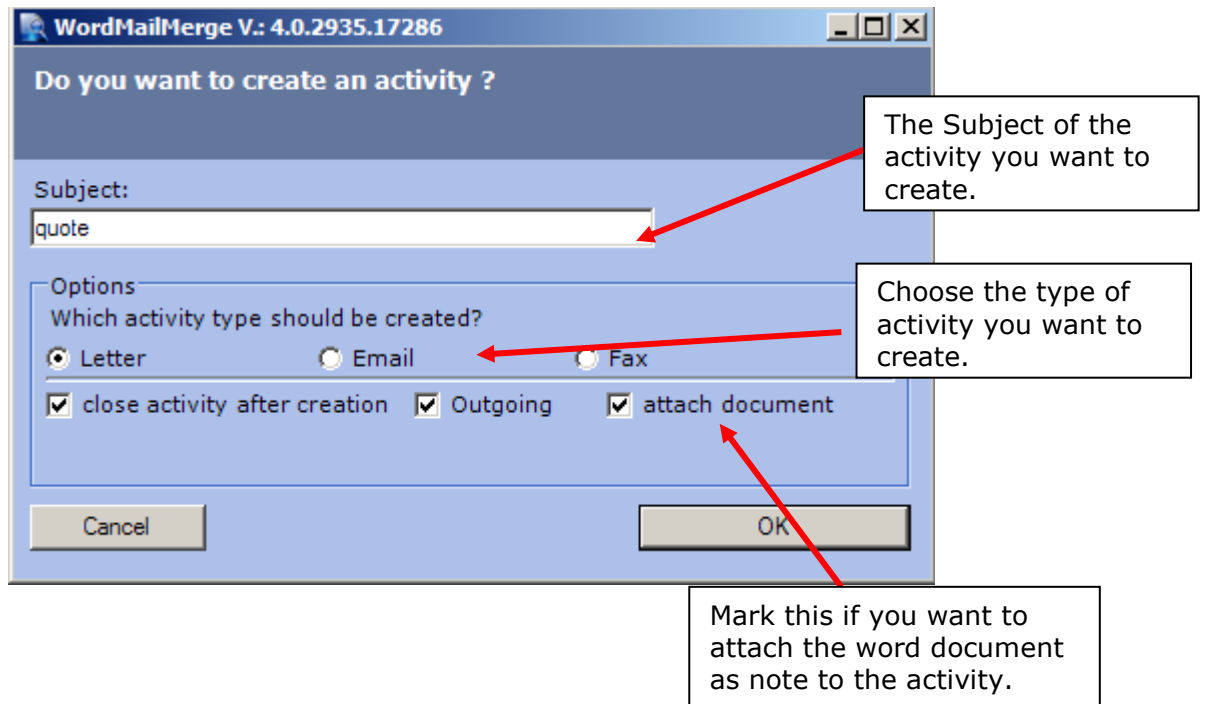 WordMailMerge V.: 4.0.2935.17286
Do you want to create an activity ?
The Subject of the
activity you want to
create.
Subject:
quote
Options
Which activity type should be created?
Choose the type of
activity you want to
create.
Letter Email Fax
close activity after creation Outgoing attach document
Cancel OK
Mark this if you want to
attach the word document
as note to the activity.